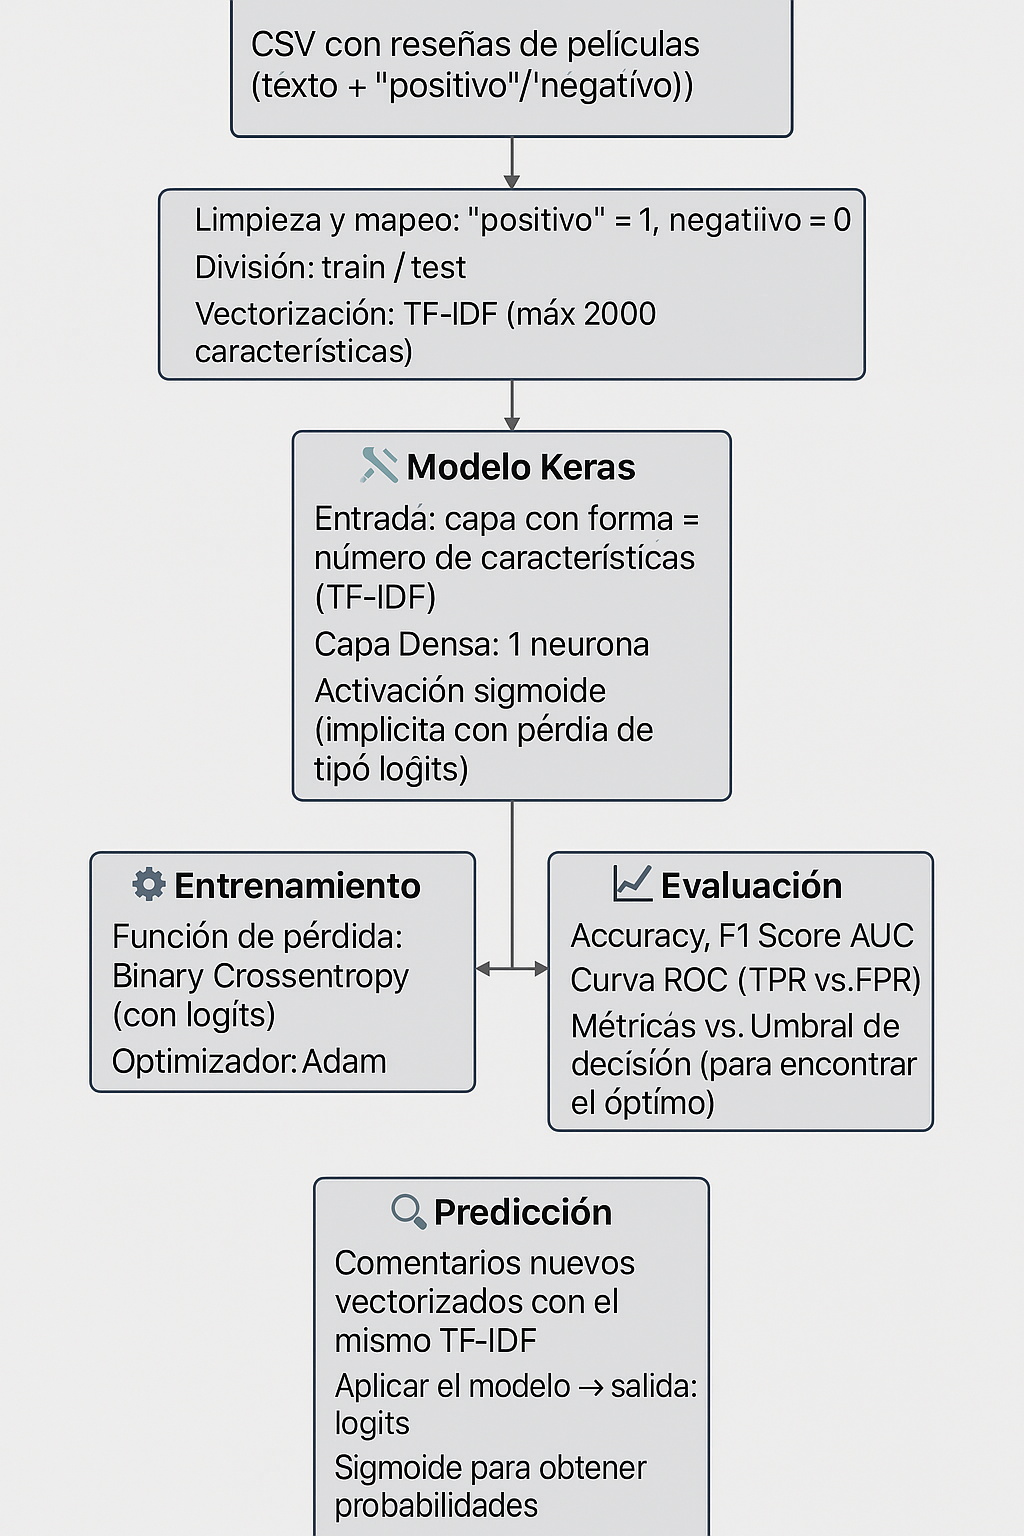 CSV con reseñas de películas
(téxto + "positivo"/'négatívo))
Limpieza y mapeo: "positivo" = 1, negatiivo = 0
División: train / test
Vectorización: TF-IDF (máx 2000
características)
Modelo Keras
Entradá: capa con forma =
número de característícas
(TF-IDF)
Capa Densa: 1 neurona
Activación sigmoide
(implicita con pérdia de
tipó loĝits)
Entrenamiento
Función de pérdida:
Binary Crossentropy
(con logíts)
Optimizador: Adam
Evaluación
Accuracy, F1 Score AUC
Curva ROC (TPR vs.FPR)
Métricás vs. Umbral de
decísíón (para encontrar
el óptímo)
Predicción
Comentarios nuevos
vectorizados con el
mismo TF-IDF
Aplicar el modelo → salida:
logits
Sigmoide para obtener
probabilidades